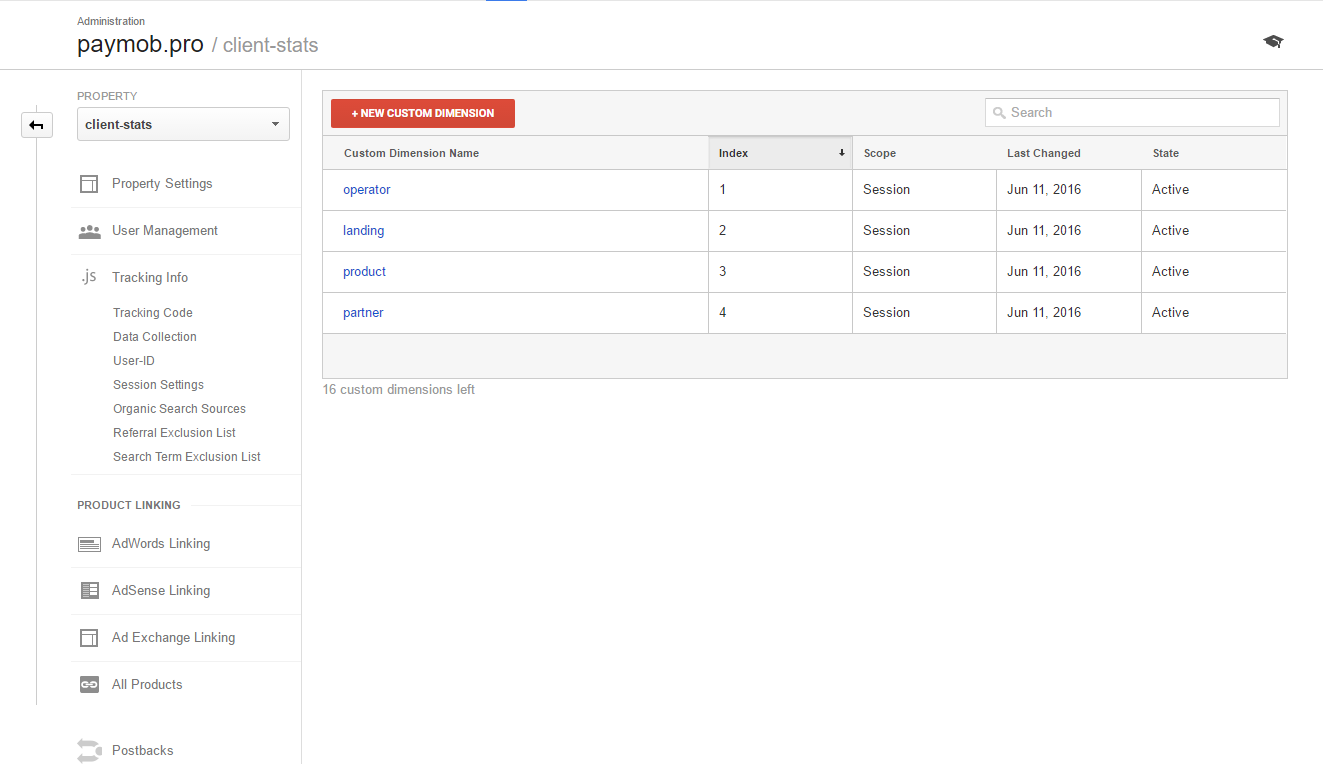 Administration
paymob.pro / client-stats
PROPERTY
client-stats
Property Settings
User Management
.js Tracking Info
Tracking Code
Data Collection
User-ID
Session Settings
Organic Search Sources
Referral Exclusion List
Search Term Exclusion List
PRODUCT LINKING
AdWords Linking
AdSense Linking
Ad Exchange Linking
All Products
Postbacks
+ NEW CUSTOM DIMENSION
Search
Custom Dimension Name Index Scope Last Changed State
operator 1 Session Jun 11, 2016 Active
landing 2 Session Jun 11, 2016 Active
product 3 Session Jun 11, 2016 Active
partner 4 Session Jun 11, 2016 Active
16 custom dimensions left